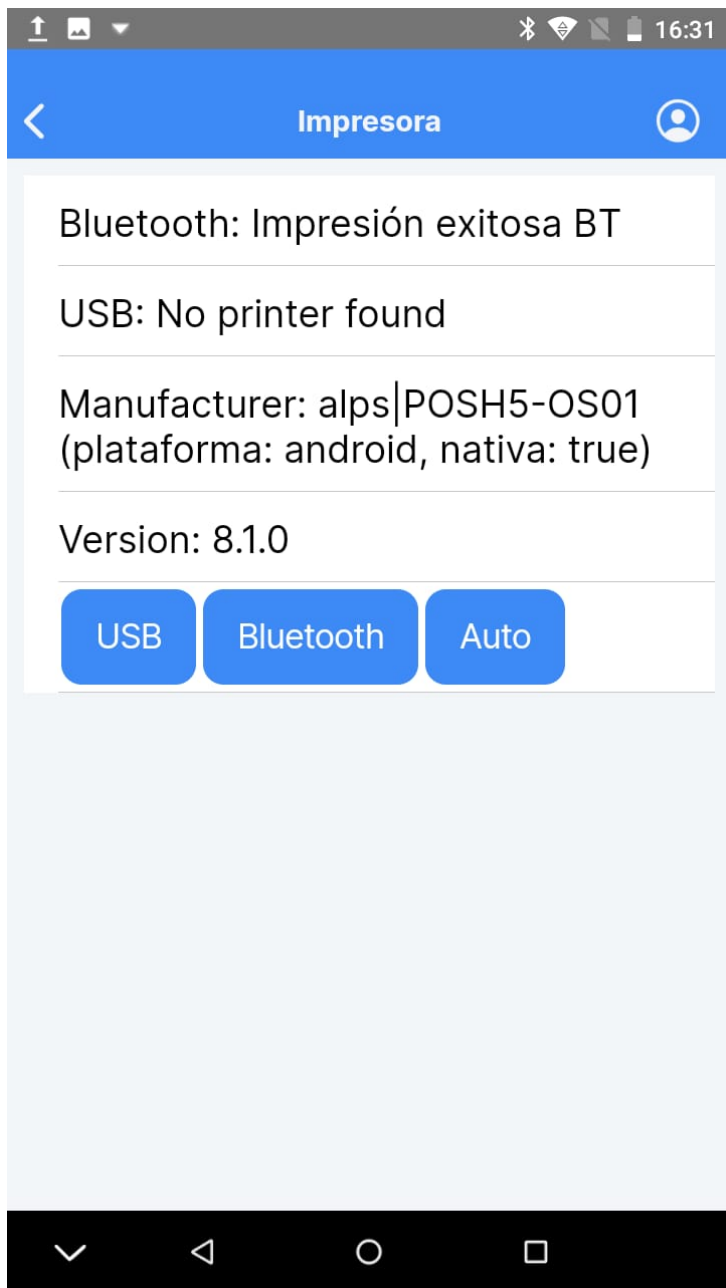 16:31
Impresora
Bluetooth: Impresión exitosa BT
USB: No printer found
Manufacturer: alps|POSH5-OS01
(plataforma: android, nativa: true)
Version: 8.1.0
USB Bluetooth Auto